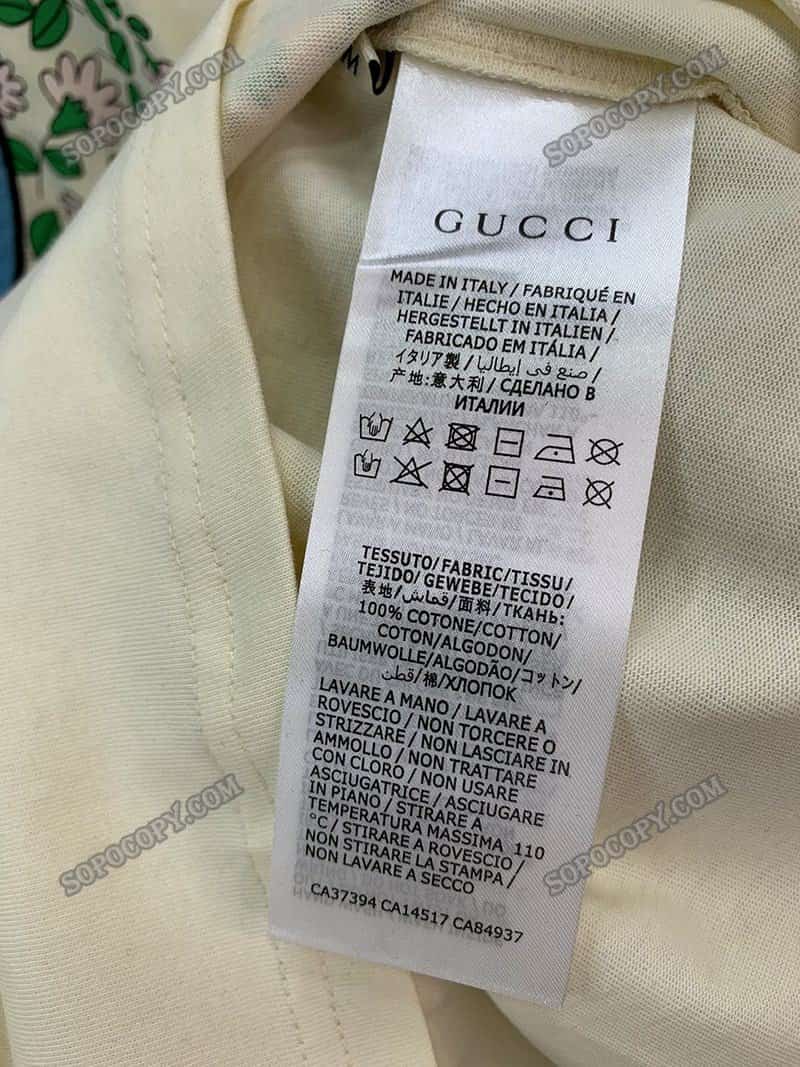 SOPOCOPY.COM
SOPOCOPY.COM
GUCCI
MADE IN ITALY / FABRIQUÉ EN
ITALIE / HECHO EN ITALIA /
HERGESTELLT IN ITALIEN /
FABRICADO EM ITÁLIA /
イタリア製 / صنع في إيطاليا /
产地:意大利 / СДЕЛАНО В
ИТАЛИИ
TESSUTO/FABRIC/TISSU/
TEJIDO/ GEWEBE/TECIDO/
表地/قماش/面料/ТКАНЬ:
100% COTONE/COTTON/
COTON/ALGODON/
BAUMWOLLE/ALGODÃO/コットン/
قطن/棉/ХЛОПОК
LAVARE A MANO / LAVARE A
ROVESCIO / NON TORCERE O
STRIZZARE / NON LASCIARE IN
AMMOLLO / NON TRATTARE
CON CLORO / NON USARE
ASCIUGATRICE / ASCIUGARE
IN PIANO / STIRARE A
TEMPERATURA MASSIMA 110
°C / STIRARE A ROVESCIO /
NON STIRARE LA STAMPA /
NON LAVARE A SECCO
CA37394 CA14517 CA84937
SOPOCOPY.COM
SOPOCOPY.COM